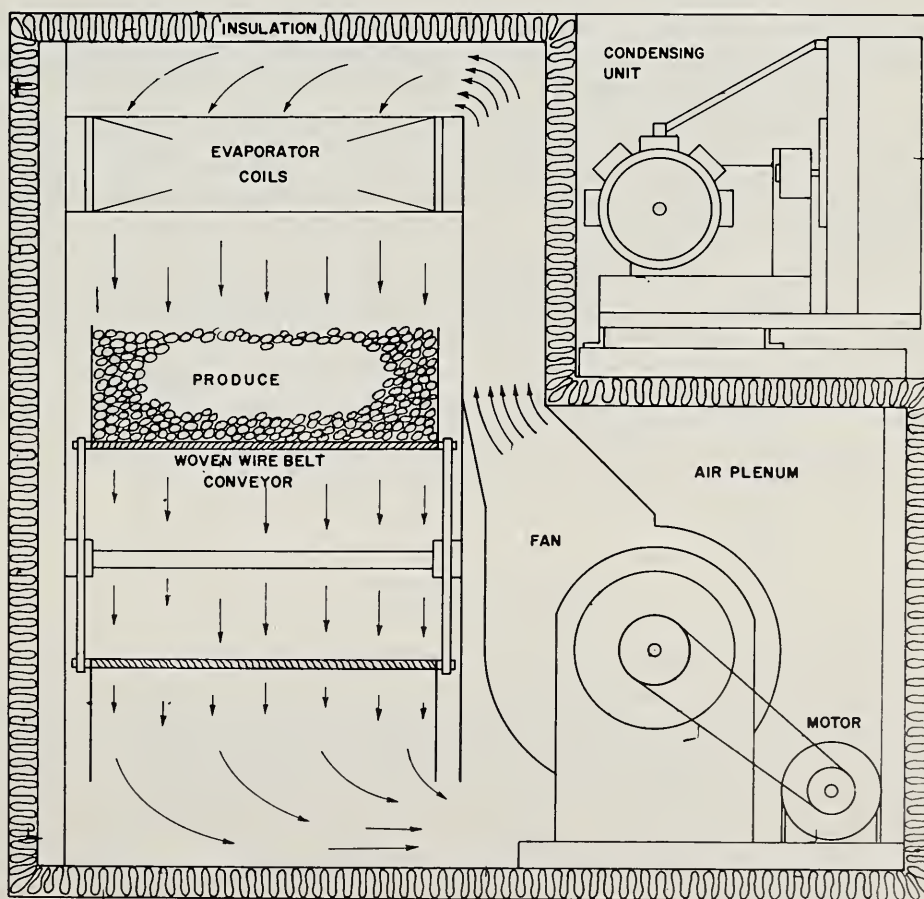 INSULATION
CONDENSING
UNIT
EVAPORATOR
COILS
PRODUCE
WOVEN WIRE BELT
CONVEYOR
AIR PLENUM
FAN
MOTOR